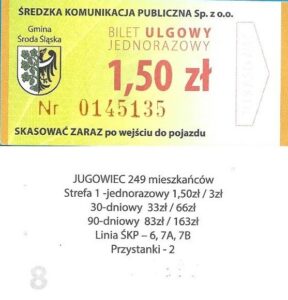 ŚREDZKA KOMUNIKACJA PUBLICZNA Sp. z o.o.
Gmina
Środa Śląska
BILET ULGOWY
JEDNORAZOWY
1,50 zł
Nr 0145135
SKASOWAĆ ZARAZ po wejściu do pojazdu
JUGOWIEC 249 mieszkańców
Strefa 1 -jednorazowy 1,50zł / 3zł
30-dniowy 33zł / 66zł
90-dniowy 83zł / 163zł
Linia ŚKP – 6, 7A, 7B
Przystanki - 2
8